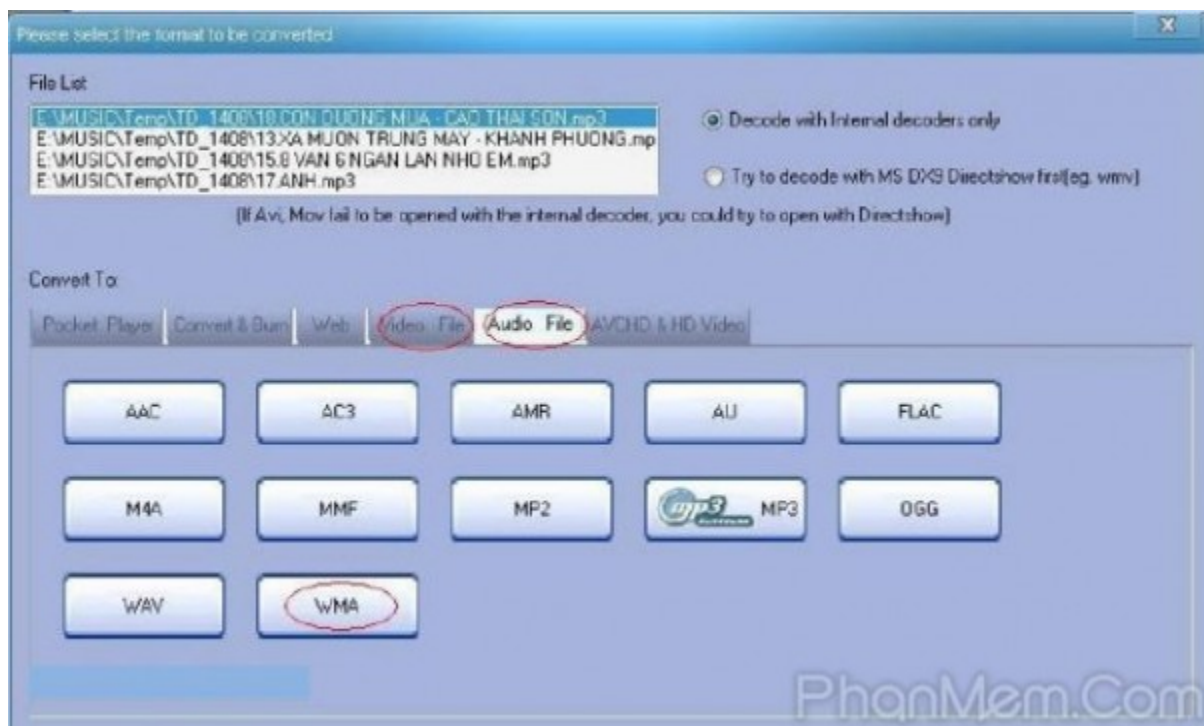 Please select the format to be converted
X
File List
E:\MUSIC\Temp\TD_1408\18.CON DUONG MUA - CAO THAI SON.mp3
E:\MUSIC\Temp\TD_1408\13.XA MUON TRUNG MAY - KHANH PHUONG.mp
E:\MUSIC\Temp\TD_1408\15.8 VAN 6 NGAN LAN NHO EM.mp3
E:\MUSIC\Temp\TD_1408\17.ANH.mp3
Decode with Internal decoders only
Try to decode with MS DX9 Directshow first(eg. wmv)
(If Avi, Mov fail to be opened with the internal decoder, you could try to open with Directshow)
Convert To:
Pocket Player Convert & Burn Web Video File Audio File AVCHD & HD Video
AAC AC3 AMR AU FLAC
M4A MMF MP2 mp3 MP3 OGG
WAV WMA
PhanMem.Com